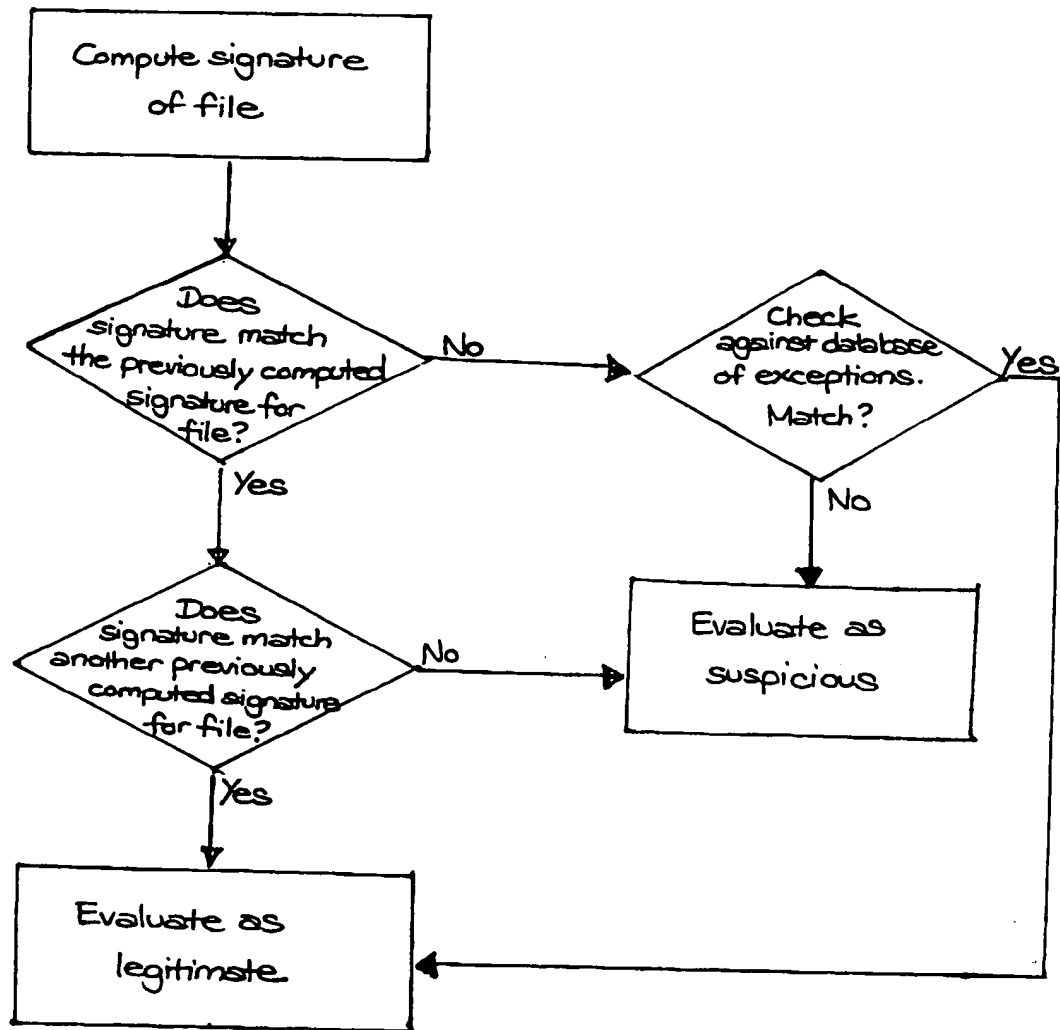 Compute signature
of file
Does
signature match
the previously computed
signature for
file?
No
Check
against database
of exceptions.
Match?
Yes
Yes
No
Does
signature match
another previously
computed signature
for file?
No
Evaluate as
suspicious
Yes
Evaluate as
legitimate